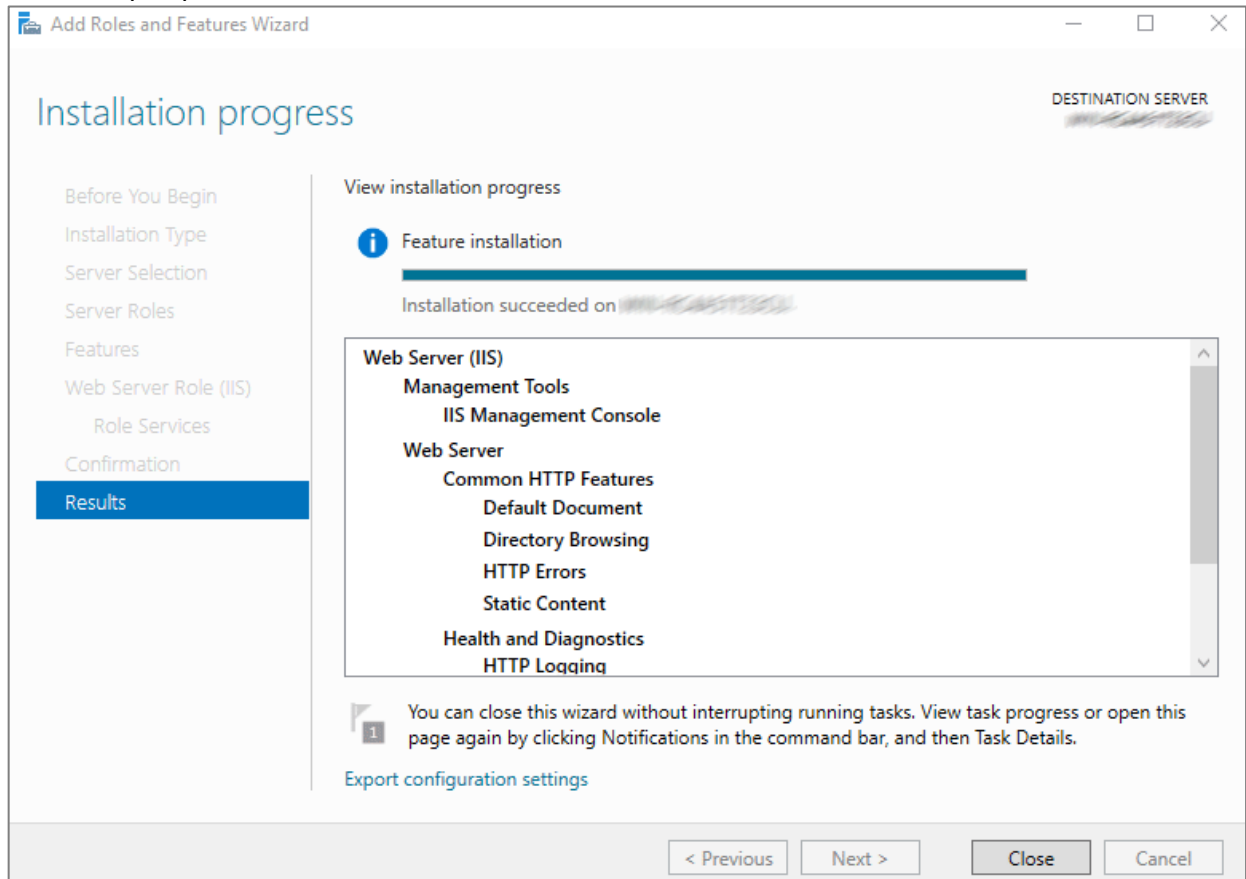 Add Roles and Features Wizard
Installation progress
DESTINATION SERVER
Before You Begin
Installation Type
Server Selection
Server Roles
Features
Web Server Role (IIS)
Role Services
Confirmation
Results
View installation progress
Feature installation
Installation succeeded on
Web Server (IIS)
Management Tools
IIS Management Console
Web Server
Common HTTP Features
Default Document
Directory Browsing
HTTP Errors
Static Content
Health and Diagnostics
HTTP Logging
1
You can close this wizard without interrupting running tasks. View task progress or open this
page again by clicking Notifications in the command bar, and then Task Details.
Export configuration settings
< Previous
Next >
Close
Cancel